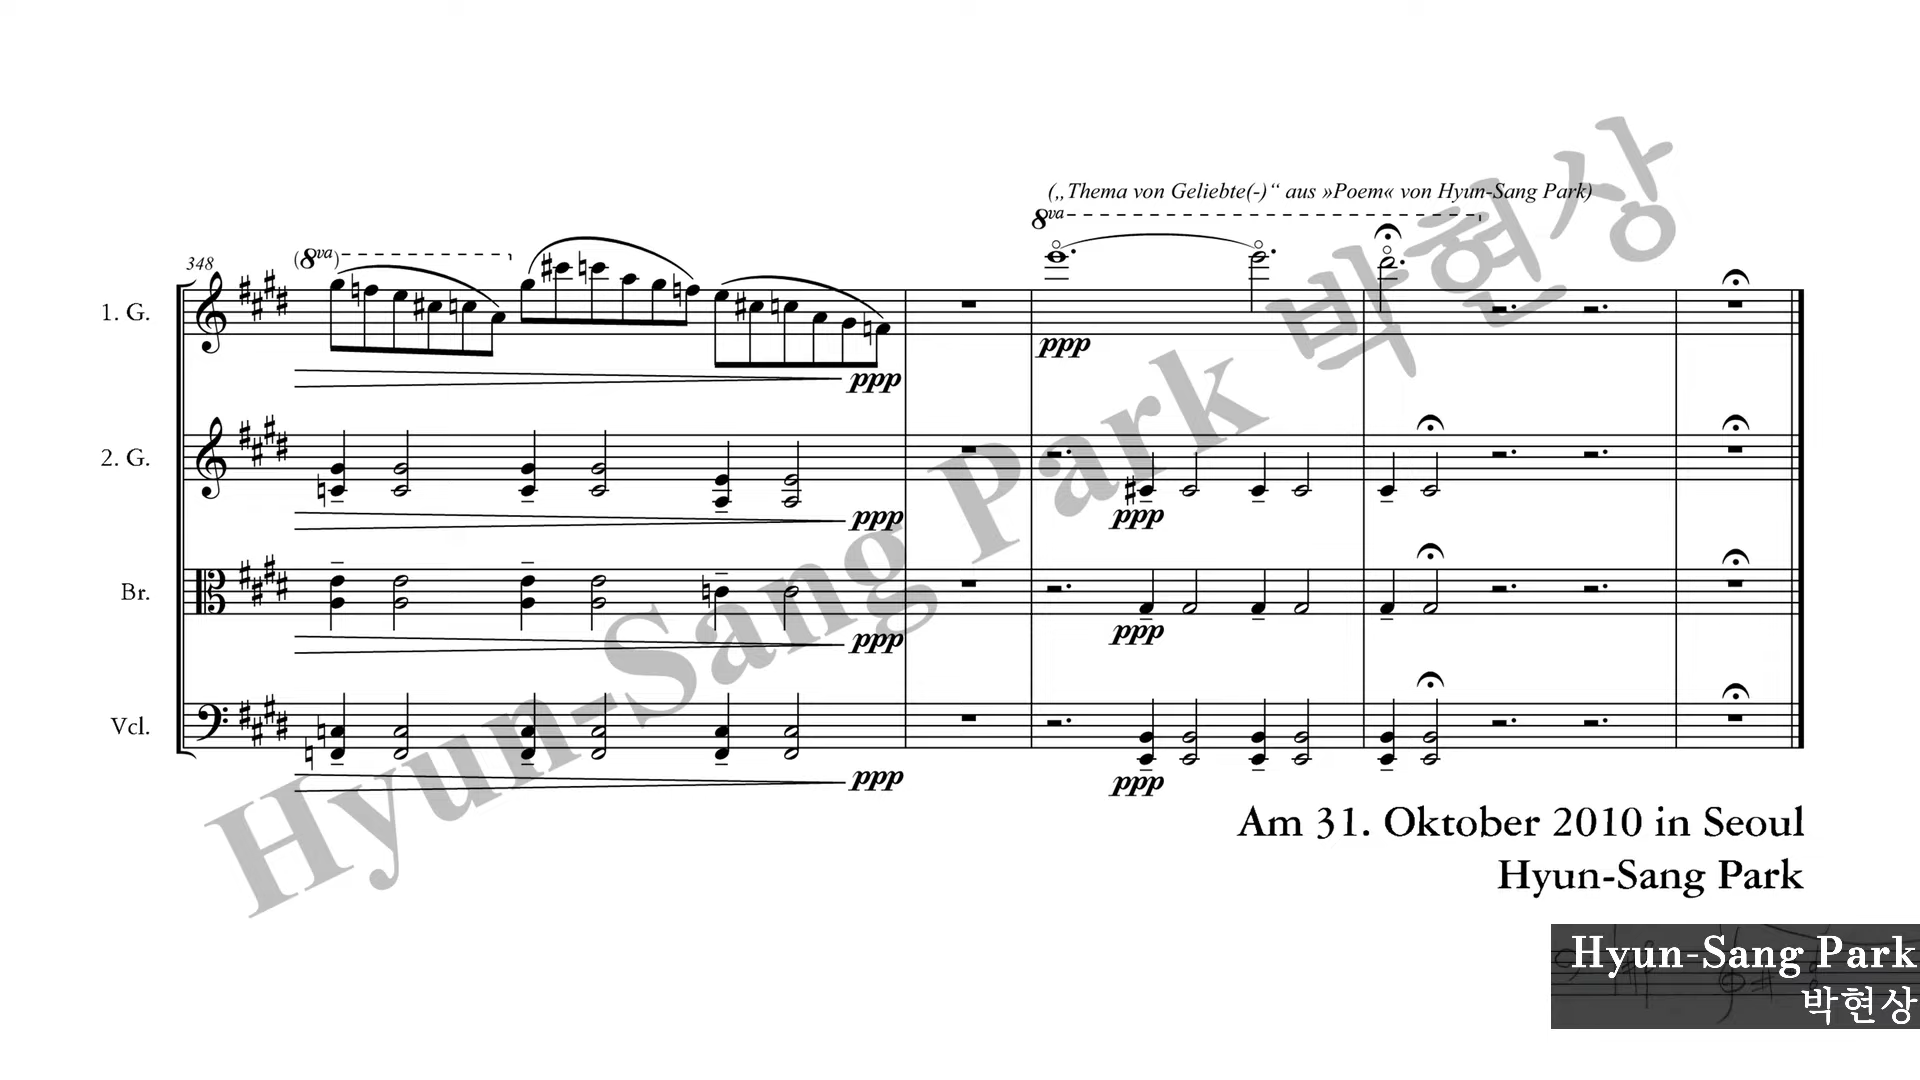 („Thema von Geliebte(-)“ aus »Poem« von Hyun-Sang Park)
8va
(8va)
348
1. G.
ppp
ppp
2. G.
ppp
ppp
Br.
ppp
ppp
Vcl.
ppp
ppp
Hyun-Sang Park 박현상
Am 31. Oktober 2010 in Seoul
Hyun-Sang Park
Hyun-Sang Park
박현상